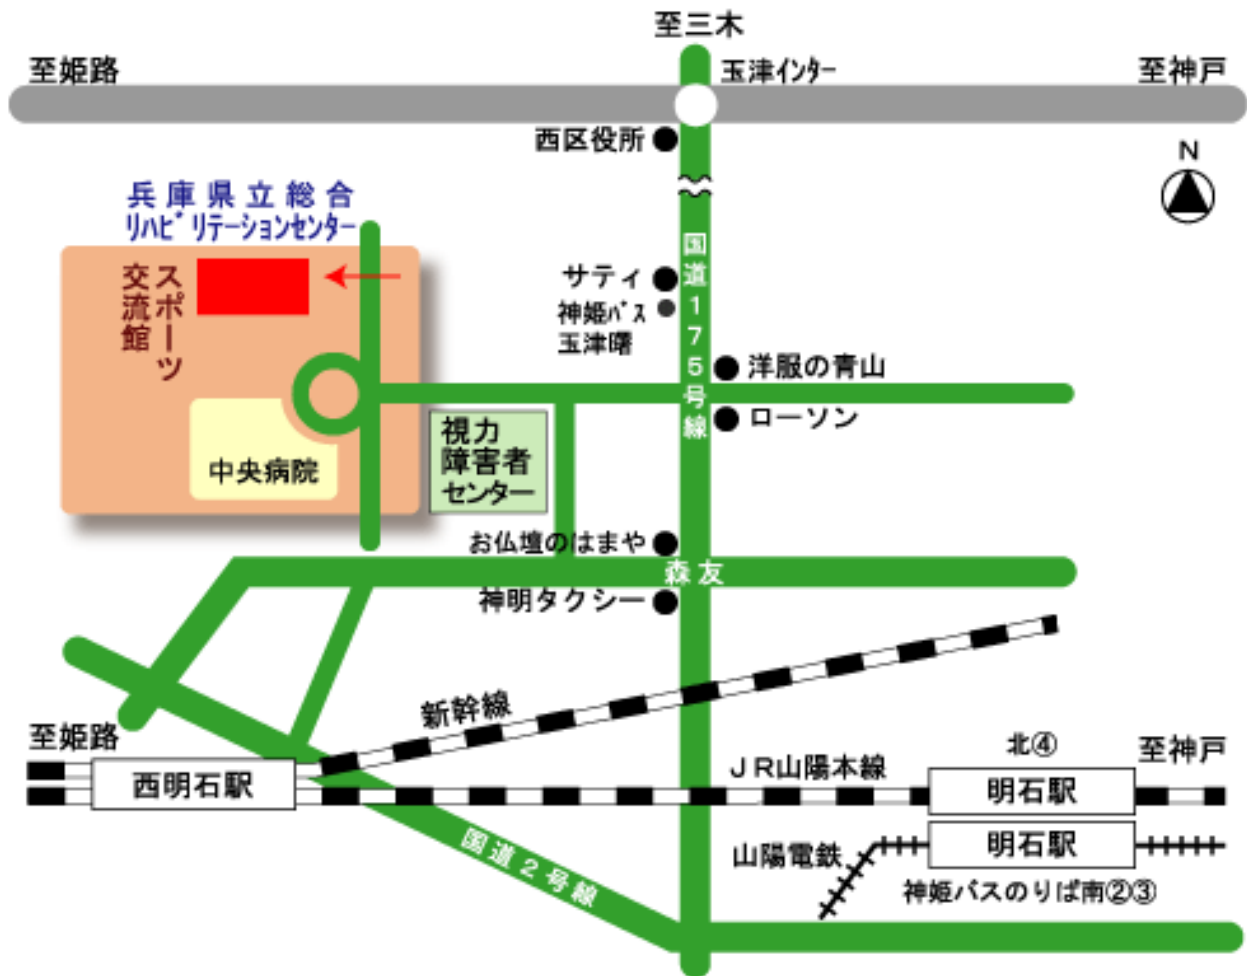 至三木
至姫路
玉津インター
至神戸
西区役所
N
兵庫県立総合
リハビリテーションセンター
スポーツ
交流館
サティ
神姫バス
玉津曙
国道175号線
洋服の青山
ローソン
視力
障害者
センター
中央病院
お仏壇のはまや
森友
神明タクシー
新幹線
至姫路
西明石駅
JR山陽本線
北④
至神戸
明石駅
国道2号線
山陽電鉄
明石駅
神姫バスのりば南②③